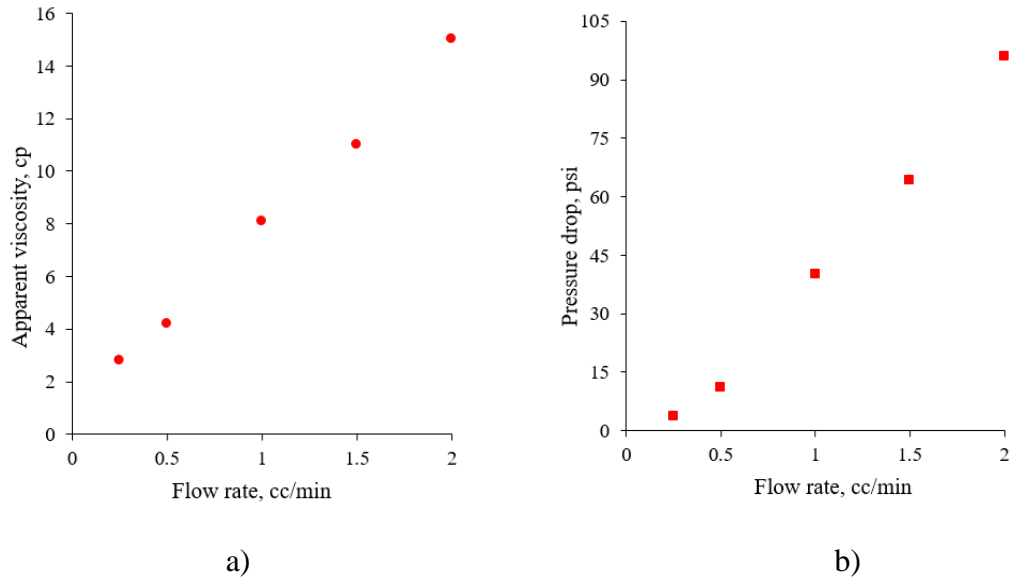 16
14
12
10
8
6
4
2
0
Apparent viscosity, cp
0 0.5 1 1.5 2
Flow rate, cc/min
a)
105
90
75
60
45
30
15
0
Pressure drop, psi
0 0.5 1 1.5 2
Flow rate, cc/min
b)